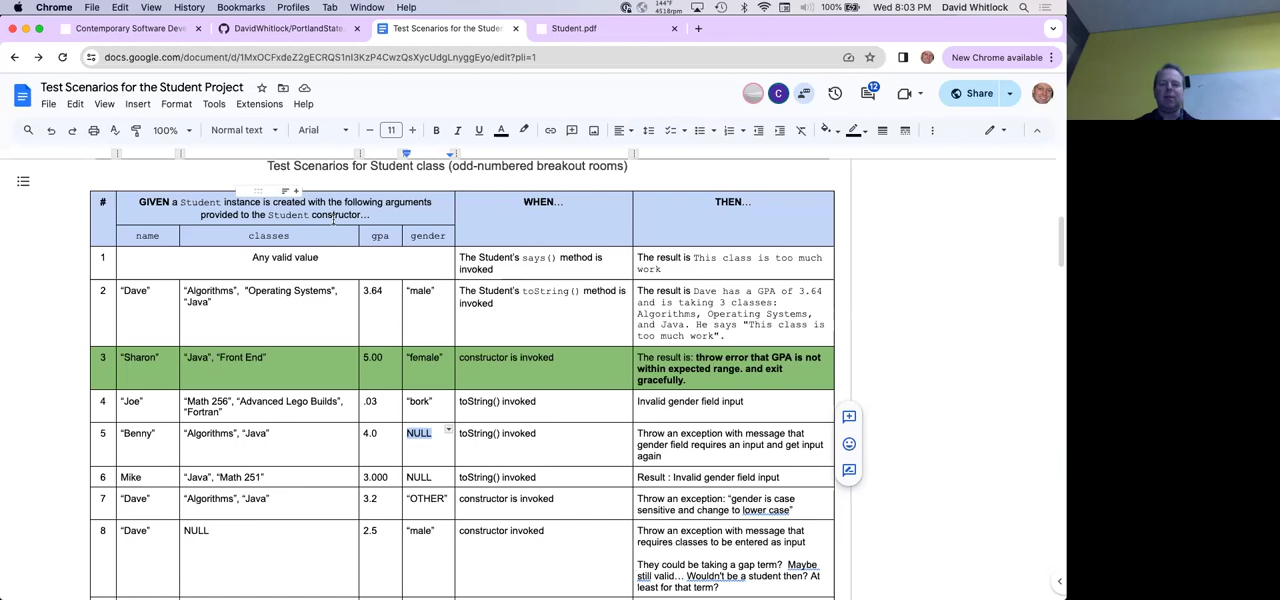 Chrome File Edit View History Bookmarks Profiles Tab Window Help 144°F 4518rpm 100% Wed 8:03 PM David Whitlock
Contemporary Software Deve × DavidWhitlock/PortlandState. × Test Scenarios for the Studen × Student.pdf ×
docs.google.com/document/d/1MxOCFxdeZ2gECRQS1nI3KzP4CwzQsXycUdgLnyggEyo/edit?pli=1 New Chrome available
Test Scenarios for the Student Project
File Edit View Insert Format Tools Extensions Help
C 12 Share
100% Normal text Arial 11 B I U A
Test Scenarios for Student class (odd-numbered breakout rooms)
# GIVEN a Student instance is created with the following arguments WHEN... THEN...
provided to the Student constructor...
name classes gpa gender
1 Any valid value The Student's says() method is The result is This class is too much
invoked work
2 "Dave" "Algorithms", "Operating Systems", 3.64 "male" The Student's toString() method is The result is Dave has a GPA of 3.64
"Java" invoked and is taking 3 classes:
Algorithms, Operating Systems,
and Java. He says "This class is
too much work".
3 "Sharon" "Java", "Front End" 5.00 "female" constructor is invoked The result is: throw error that GPA is not
within expected range. and exit
gracefully.
4 "Joe" "Math 256", "Advanced Lego Builds", .03 "bork" toString() invoked Invalid gender field input
"Fortran"
5 "Benny" "Algorithms", "Java" 4.0 NULL toString() invoked Throw an exception with message that
gender field requires an input and get input
again
6 Mike "Java", "Math 251" 3.000 NULL toString() invoked Result : Invalid gender field input
7 "Dave" "Algorithms", "Java" 3.2 "OTHER" constructor is invoked Throw an exception: "gender is case
sensitive and change to lower case"
8 "Dave" NULL 2.5 "male" constructor invoked Throw an exception with message that
requires classes to be entered as input
They could be taking a gap term? Maybe
still valid... Wouldn't be a student then? At
least for that term?